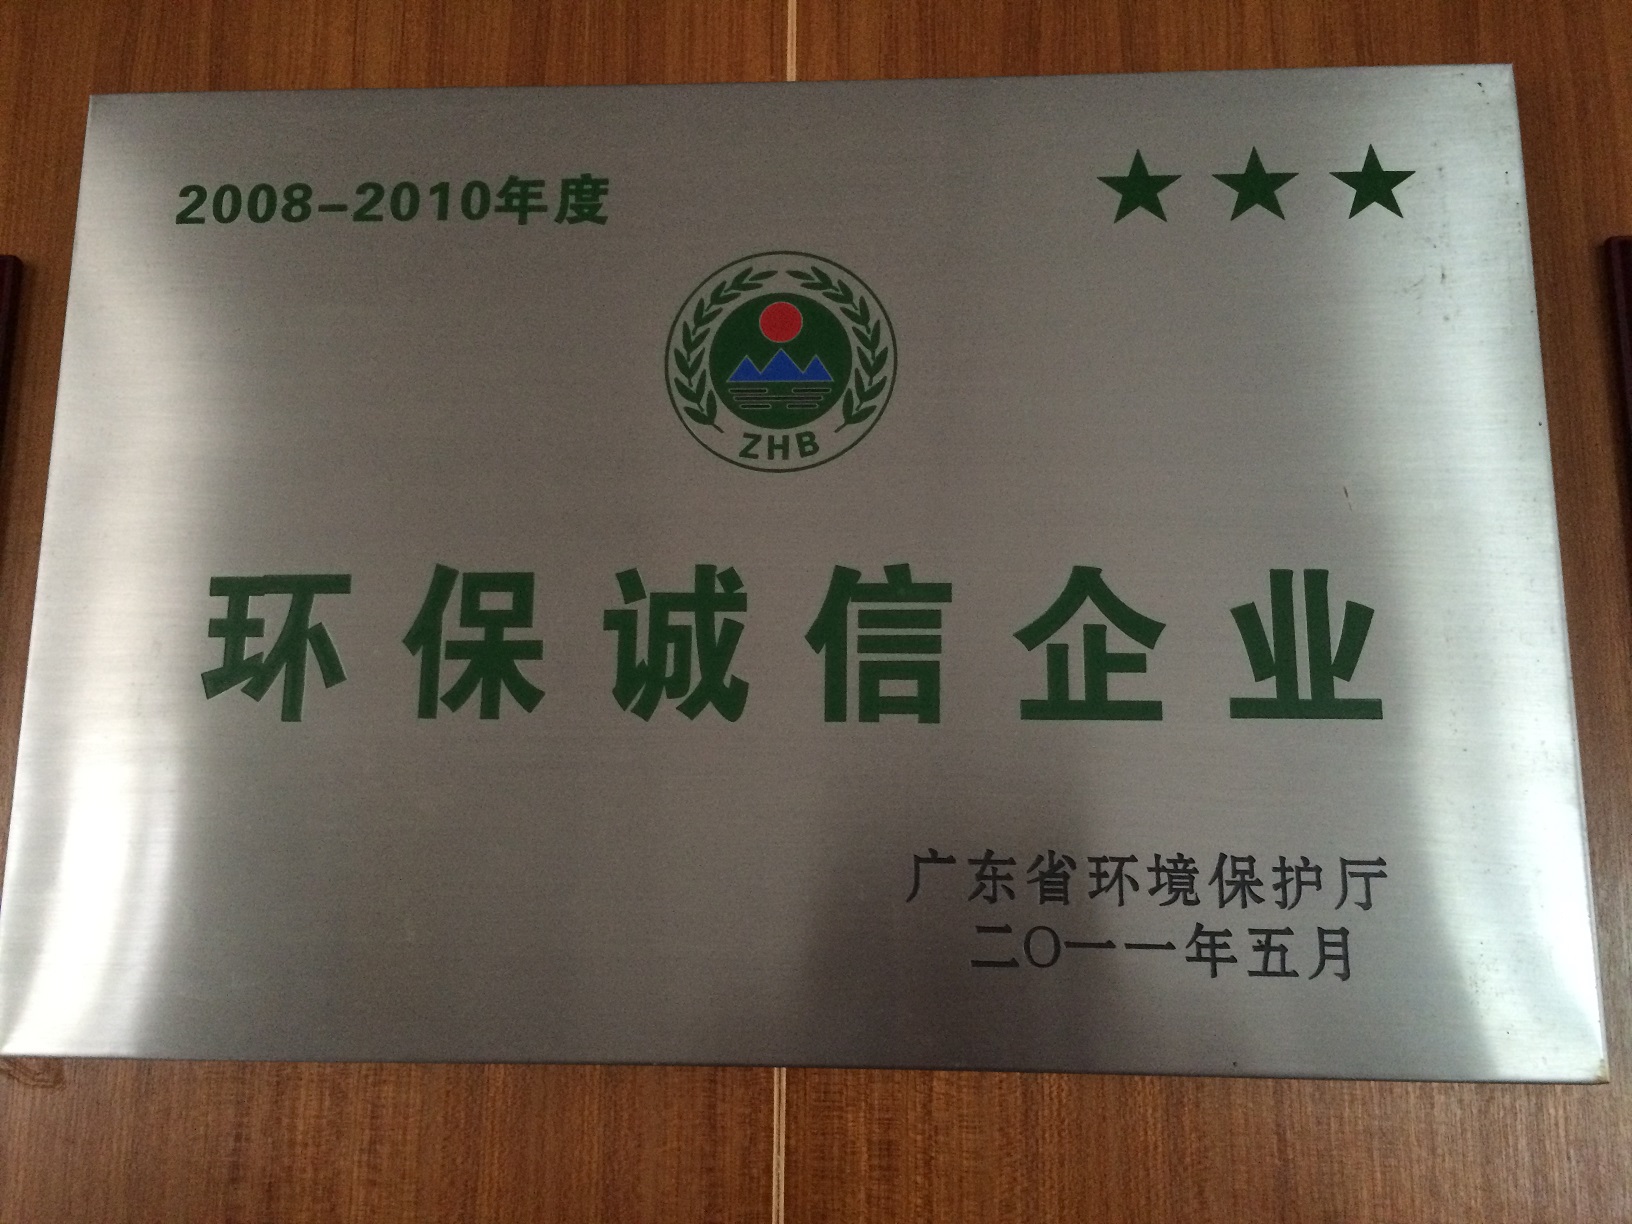 2008-2010年度 ★ ★ ★
ZHB
环保诚信企业
广东省环境保护厅
二〇一一年五月